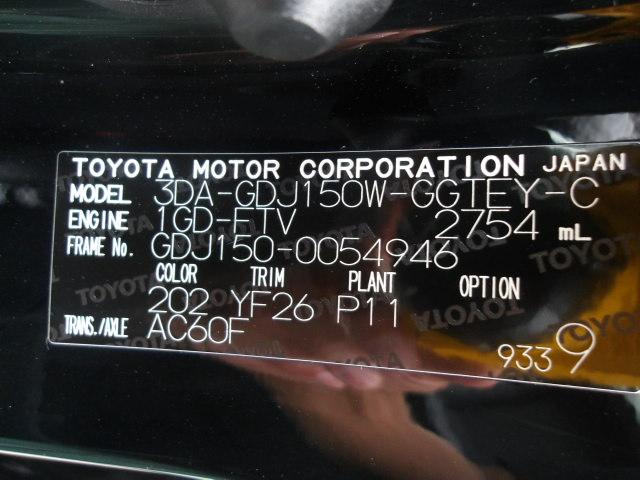 TOYOTA MOTOR CORPORATION JAPAN
MODEL 3DA-GDJ150W-GGTEY-C
ENGINE 1GD-FTV 2754 mL
FRAME No. GDJ150-0054946
COLOR TRIM PLANT OPTION
202 YF26 P11
TRANS./AXLE AC60F
9339